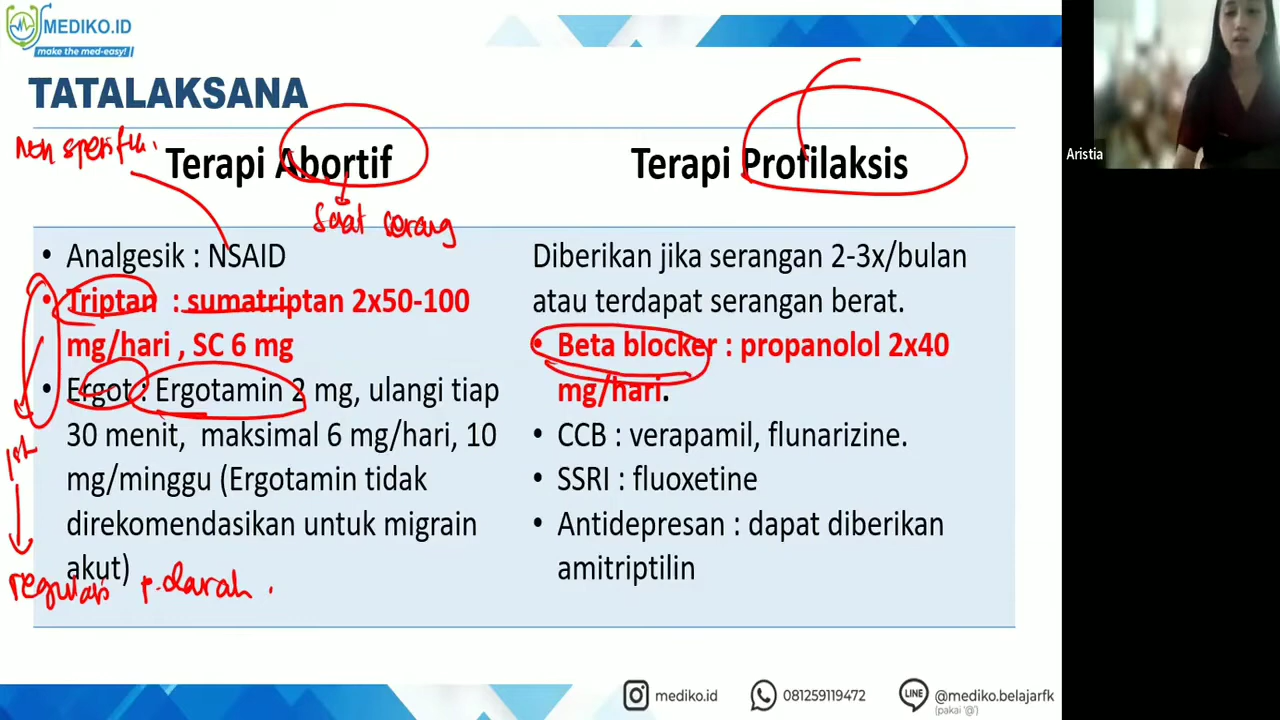 MEDIKO.ID
make the med-easy!
TATALAKSANA
Non spesifik.
Terapi Abortif
Terapi Profilaksis
Saat serang
• Analgesik : NSAID
• Triptan : sumatriptan 2x50-100
mg/hari , SC 6 mg
• Ergot : Ergotamin 2 mg, ulangi tiap
30 menit, maksimal 6 mg/hari, 10
mg/minggu (Ergotamin tidak
direkomendasikan untuk migrain
akut)
regulasi p.darah.
Diberikan jika serangan 2-3x/bulan
atau terdapat serangan berat.
• Beta blocker : propanolol 2x40
mg/hari.
• CCB : verapamil, flunarizine.
• SSRI : fluoxetine
• Antidepresan : dapat diberikan
amitriptilin
Aristia
mediko.id
081259119472
LINE
@mediko.belajarfk
(pakai '@')